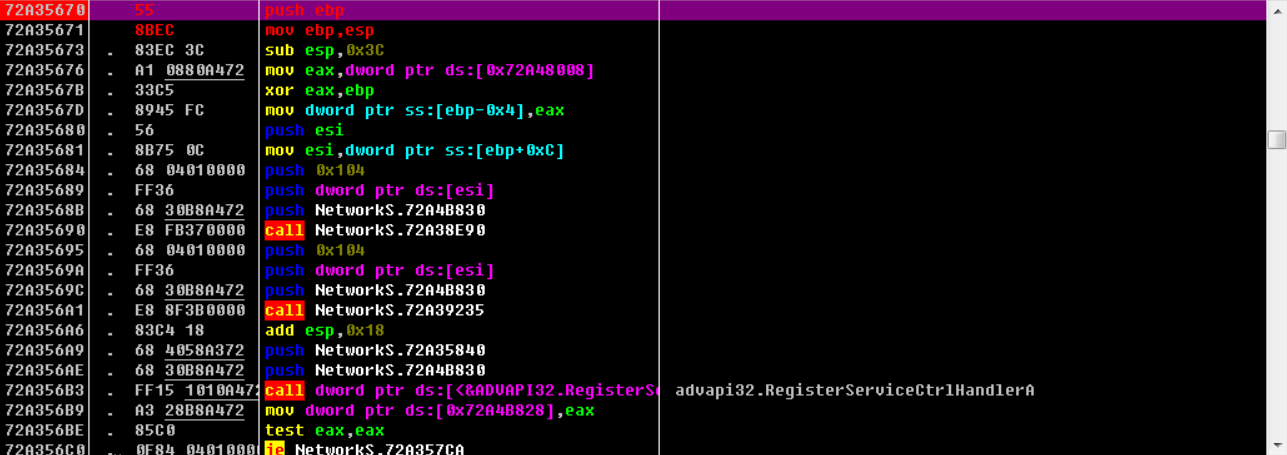 72A35670 55 push ebp
72A35671 8BEC mov ebp,esp
72A35673 . 83EC 3C sub esp,0x3C
72A35676 . A1 0880A472 mov eax,dword ptr ds:[0x72A48008]
72A3567B . 33C5 xor eax,ebp
72A3567D . 8945 FC mov dword ptr ss:[ebp-0x4],eax
72A35680 . 56 push esi
72A35681 . 8B75 0C mov esi,dword ptr ss:[ebp+0xC]
72A35684 . 68 04010000 push 0x104
72A35689 . FF36 push dword ptr ds:[esi]
72A3568B . 68 30B8A472 push NetworkS.72A4B830
72A35690 . E8 FB370000 call NetworkS.72A38E90
72A35695 . 68 04010000 push 0x104
72A3569A . FF36 push dword ptr ds:[esi]
72A3569C . 68 30B8A472 push NetworkS.72A4B830
72A356A1 . E8 8F3B0000 call NetworkS.72A39235
72A356A6 . 83C4 18 add esp,0x18
72A356A9 . 68 4058A372 push NetworkS.72A35840
72A356AE . 68 30B8A472 push NetworkS.72A4B830
72A356B3 . FF15 1010A472 call dword ptr ds:[<&ADVAPI32.RegisterSe advapi32.RegisterServiceCtrlHandlerA
72A356B9 . A3 28B8A472 mov dword ptr ds:[0x72A4B828],eax
72A356BE . 85C0 test eax,eax
72A356C0 . 0F84 04010000 je NetworkS.72A357CA